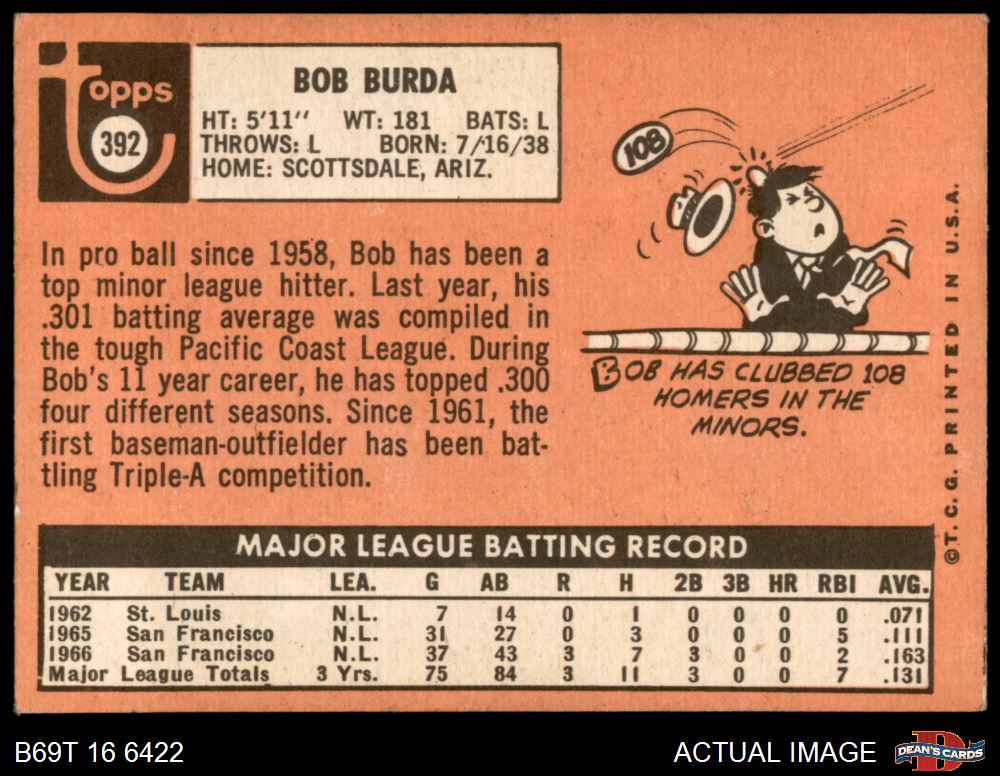 topps
392
BOB BURDA
HT: 5'11" WT: 181 BATS: L
THROWS: L BORN: 7/16/38
HOME: SCOTTSDALE, ARIZ.
In pro ball since 1958, Bob has been a
top minor league hitter. Last year, his
.301 batting average was compiled in
the tough Pacific Coast League. During
Bob's 11 year career, he has topped .300
four different seasons. Since 1961, the
first baseman-outfielder has been bat-
tling Triple-A competition.
108
BOB HAS CLUBBED 108
HOMERS IN THE
MINORS.
©T.C.G. PRINTED IN U.S.A.
MAJOR LEAGUE BATTING RECORD
YEAR TEAM LEA. G AB R H 2B 3B HR RBI AVG.
1962 St. Louis N.L. 7 14 0 1 0 0 0 0 .071
1965 San Francisco N.L. 31 27 0 3 0 0 0 5 .111
1966 San Francisco N.L. 37 43 3 7 3 0 0 2 .163
Major League Totals 3 Yrs. 75 84 3 11 3 0 0 7 .131
B69T 16 6422
ACTUAL IMAGE
D
DEAN'S CARDS